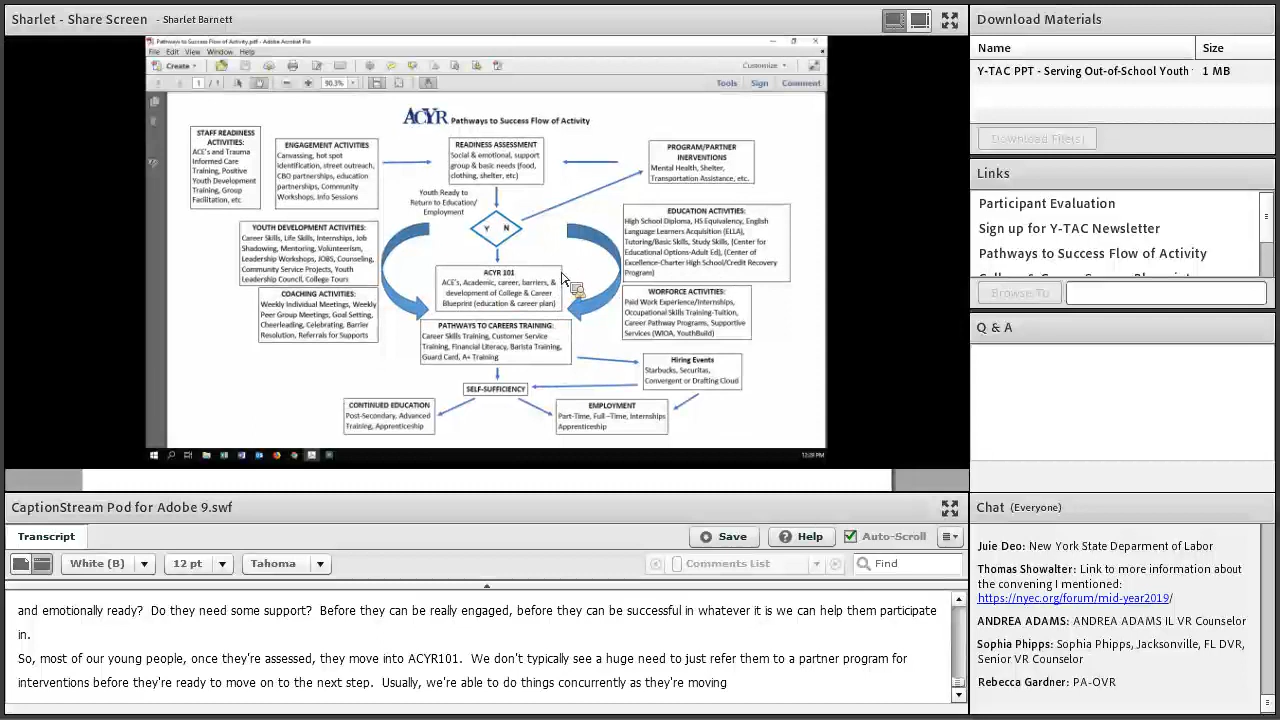 Sharlet - Share Screen - Sharlet Barnett
Pathways to Success Flow of Activity.pdf - Adobe Acrobat Pro
File Edit View Window Help
Create
Customize
1 / 1
90.3%
Tools Sign Comment
ACYR Pathways to Success Flow of Activity
STAFF READINESS
ACTIVITIES:
ACE's and Trauma
Informed Care
Training, Positive
Youth Development
Training, Group
Facilitation, etc
ENGAGEMENT ACTIVITIES
Canvassing, hot spot
identification, street outreach,
CBO partnerships, education
partnerships, Community
Workshops, Info Sessions
READINESS ASSESSMENT
Social & emotional, support
group & basic needs (food,
clothing, shelter, etc)
PROGRAM/PARTNER
INERVENTIONS
Mental Health, Shelter,
Transportation Assistance, etc.
Youth Ready to
Return to Education/
Employment
Y N
YOUTH DEVELOPMENT ACTIVITIES:
Career Skills, Life Skills, Internships, Job
Shadowing, Mentoring, Volunteerism,
Leadership Workshops, JOBS, Counseling,
Community Service Projects, Youth
Leadership Council, College Tours
EDUCATION ACTIVITIES:
High School Diploma, HS Equivalency, English
Language Learners Acquisition (ELLA),
Tutoring/Basic Skills, Study Skills, (Center for
Educational Options-Adult Ed), (Center of
Excellence-Charter High School/Credit Recovery
Program)
ACYR 101
ACE's, Academic, career, barriers, &
development of College & Career
Blueprint (education & career plan)
COACHING ACTIVITIES:
Weekly Individual Meetings, Weekly
Peer Group Meetings, Goal Setting,
Cheerleading, Celebrating, Barrier
Resolution, Referrals for Supports
WORFORCE ACTIVITIES:
Paid Work Experience/Internships,
Occupational Skills Training-Tuition,
Career Pathway Programs, Supportive
Services (WIOA, YouthBuild)
PATHWAYS TO CAREERS TRAINING:
Career Skills Training, Customer Service
Training, Financial Literacy, Barista Training,
Guard Card, A+ Training
Hiring Events
Starbucks, Securitas,
Convergent or Drafting Cloud
SELF-SUFFICIENCY
CONTINUED EDUCATION
Post-Secondary, Advanced
Training, Apprenticeship
EMPLOYMENT
Part-Time, Full –Time, Internships
Apprenticeship
12:28 PM
CaptionStream Pod for Adobe 9.swf
Transcript
Save Help Auto-Scroll
White (B) 12 pt Tahoma Comments List Find
and emotionally ready? Do they need some support? Before they can be really engaged, before they can be successful in whatever it is we can help them participate
in.
So, most of our young people, once they're assessed, they move into ACYR101. We don't typically see a huge need to just refer them to a partner program for
interventions before they're ready to move on to the next step. Usually, we're able to do things concurrently as they're moving
Download Materials
Name Size
Y-TAC PPT - Serving Out-of-School Youth 1 MB
Download File(s)
Links
Participant Evaluation
Sign up for Y-TAC Newsletter
Pathways to Success Flow of Activity
Browse To
Q & A
Chat (Everyone)
Juie Deo: New York State Deparment of Labor
Thomas Showalter: Link to more information about
the convening I mentioned:
https://nyec.org/forum/mid-year2019/
ANDREA ADAMS: ANDREA ADAMS IL VR Counselor
Sophia Phipps: Sophia Phipps, Jacksonville, FL DVR,
Senior VR Counselor
Rebecca Gardner: PA-OVR